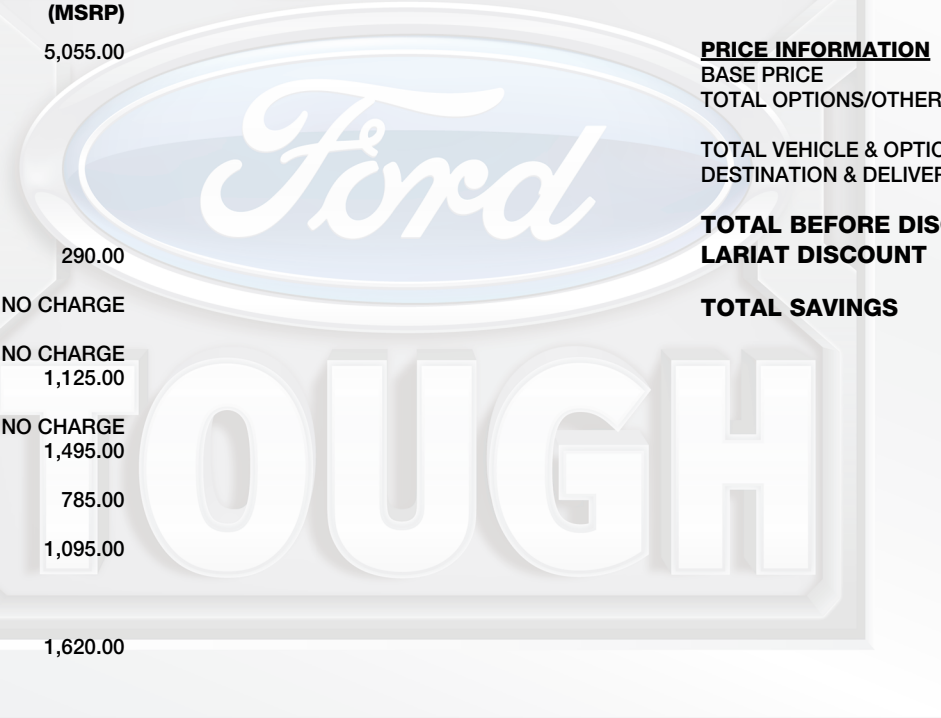 (MSRP)
5,055.00
290.00
NO CHARGE
NO CHARGE
1,125.00
NO CHARGE
1,495.00
785.00
1,095.00
1,620.00
PRICE INFORMATION
BASE PRICE
TOTAL OPTIONS/OTHER
TOTAL VEHICLE & OPTIO
DESTINATION & DELIVER
TOTAL BEFORE DISC
LARIAT DISCOUNT
TOTAL SAVINGS
Ford
TOUGH